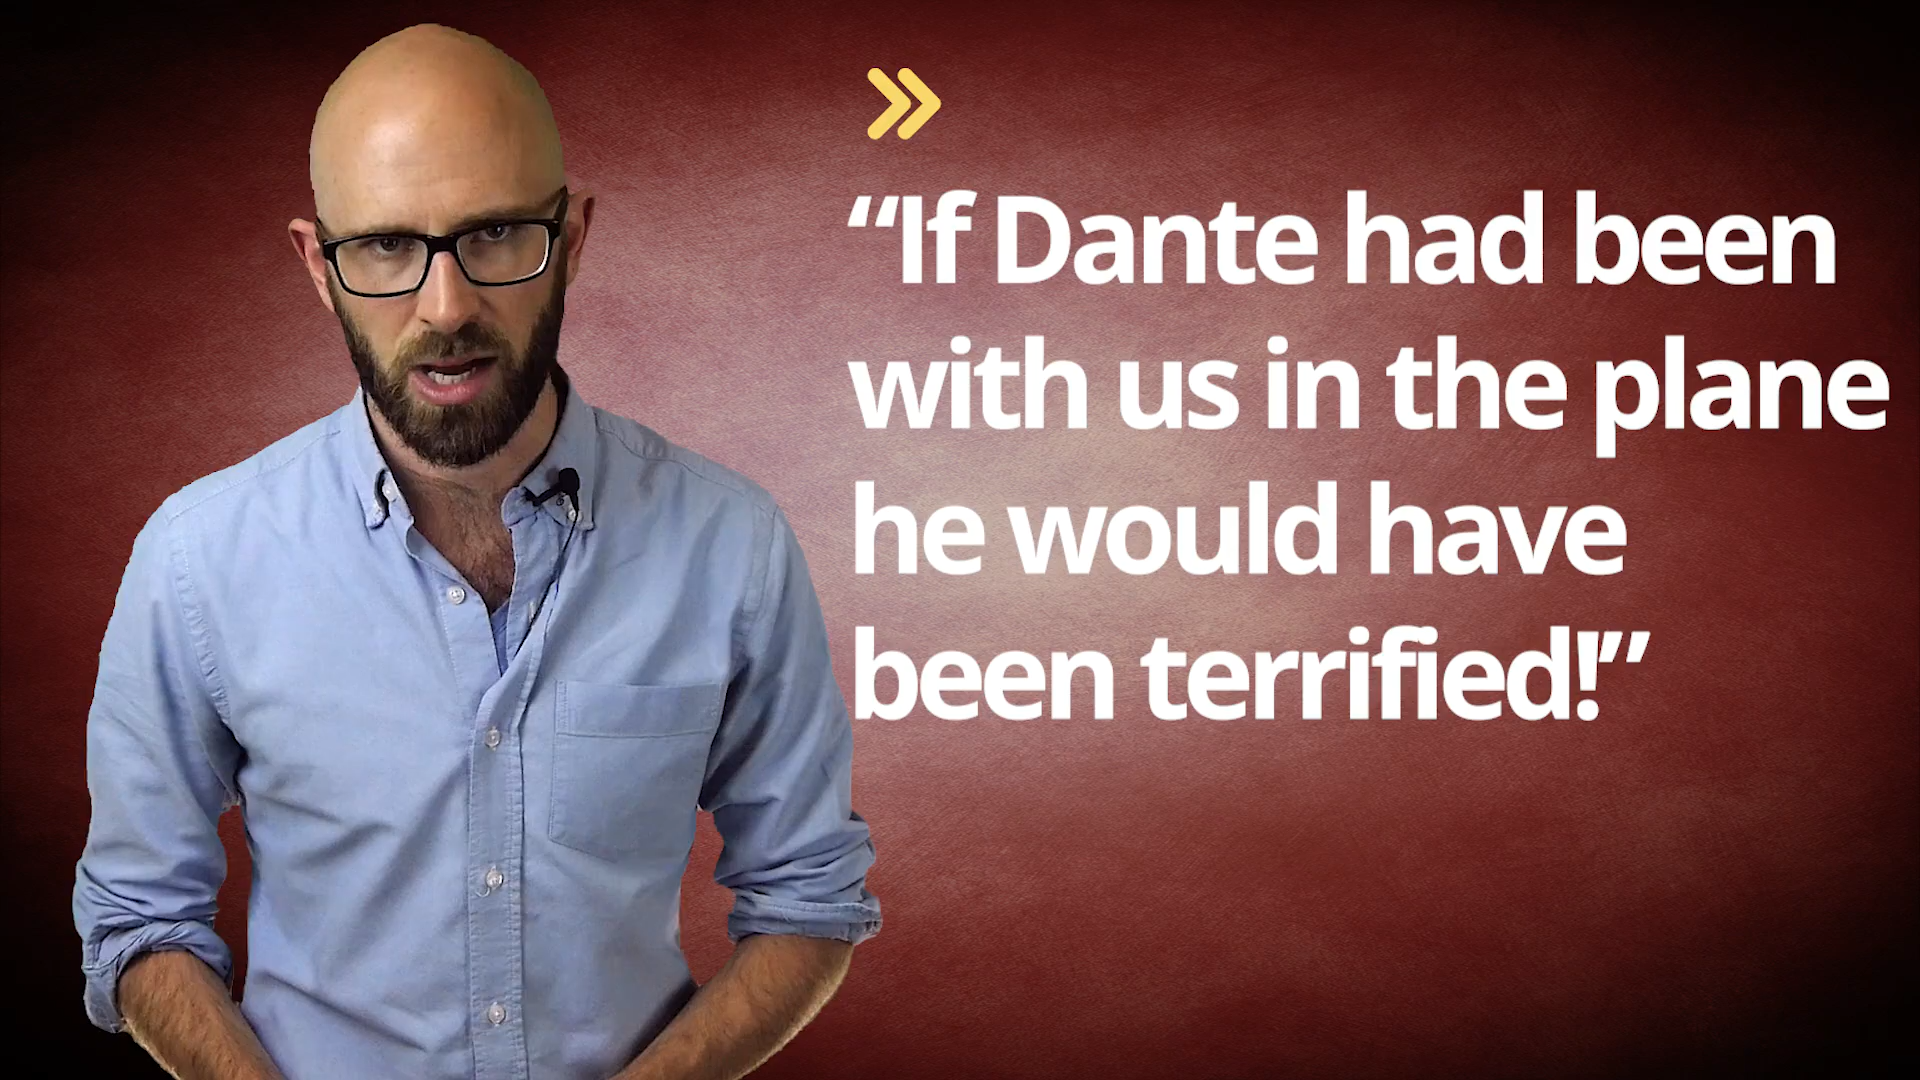 “If Dante had been
with us in the plane
he would have
been terrified!”